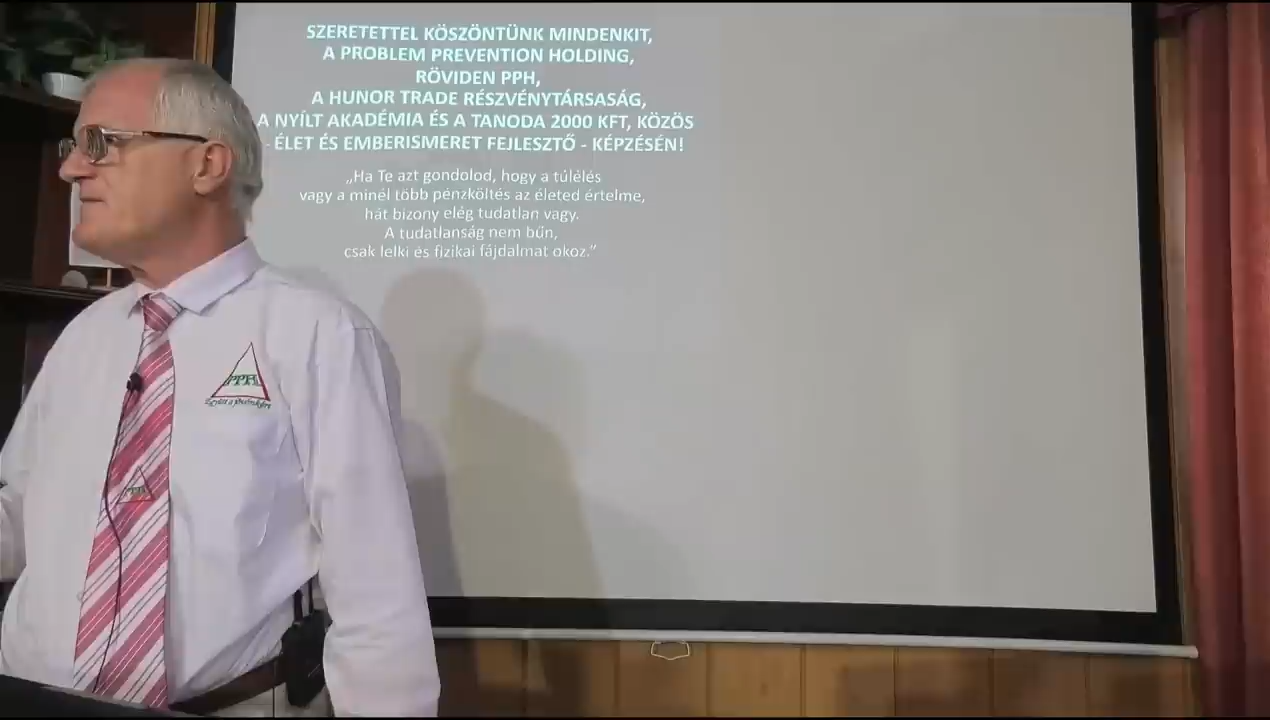 SZERETETTEL KÖSZÖNTÜNK MINDENKIT,
A PROBLEM PREVENTION HOLDING,
RÖVIDEN PPH,
A HUNOR TRADE RÉSZVÉNYTÁRSASÁG,
A NYÍLT AKADÉMIA ÉS A TANODA 2000 KFT, KÖZÖS
- ÉLET ÉS EMBERISMERET FEJLESZTŐ - KÉPZÉSÉN!
„Ha Te azt gondolod, hogy a túlélés
vagy a minél több pénzköltés az életed értelme,
hát bizony elég tudatlan vagy.
A tudatlanság nem bűn,
csak lelki és fizikai fájdalmat okoz.”
PPH
PPH